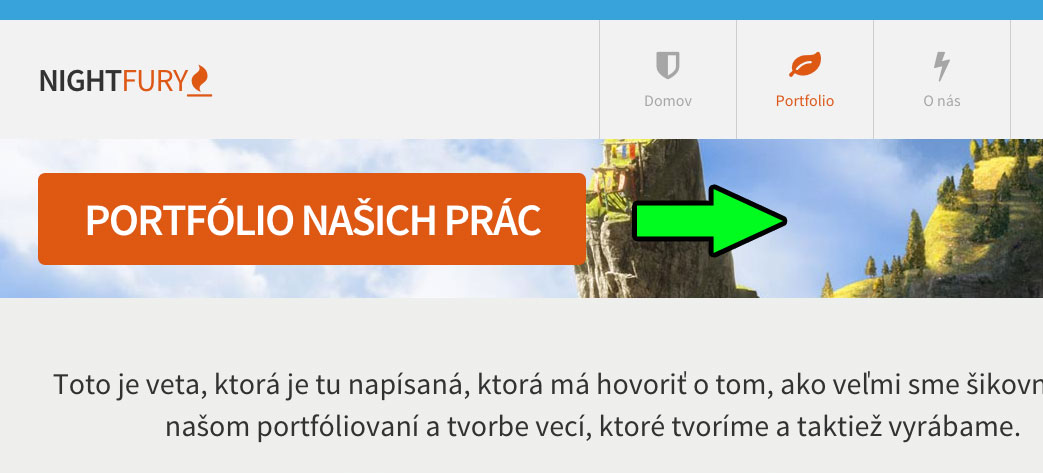 NIGHTFURY
Domov
Portfolio
O nás
PORTFÓLIO NAŠICH PRÁC
Toto je veta, ktorá je tu napísaná, ktorá má hovoriť o tom, ako veľmi sme
našom portfóliovaní a tvorbe vecí, ktoré tvoríme a taktiež vyrábame.